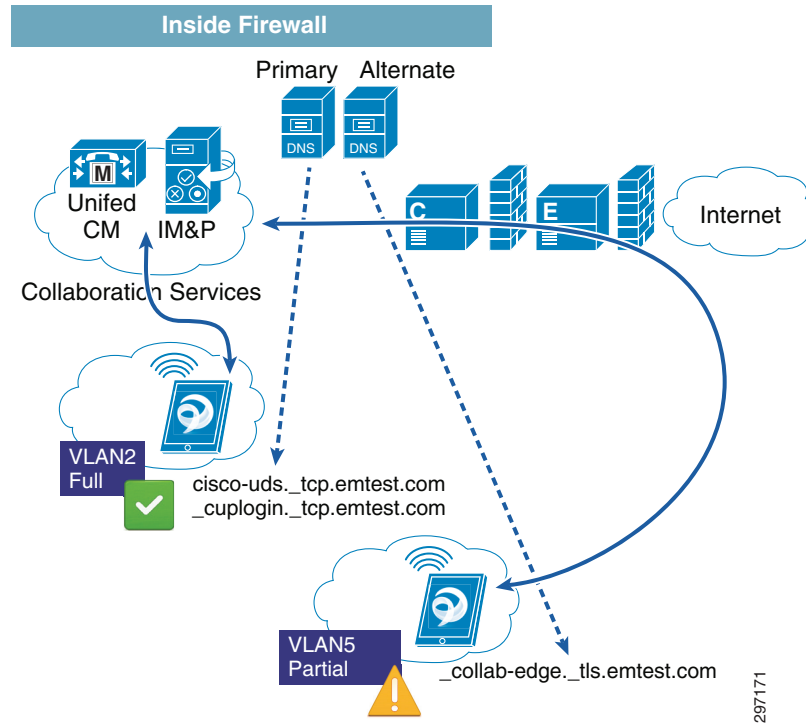 Inside Firewall
Primary Alternate
DNS DNS
M
Unifed
CM IM&P
C E
Internet
Collaboration Services
VLAN2
Full
cisco-uds._tcp.emtest.com
_cuplogin._tcp.emtest.com
VLAN5
Partial
_collab-edge._tls.emtest.com
297171